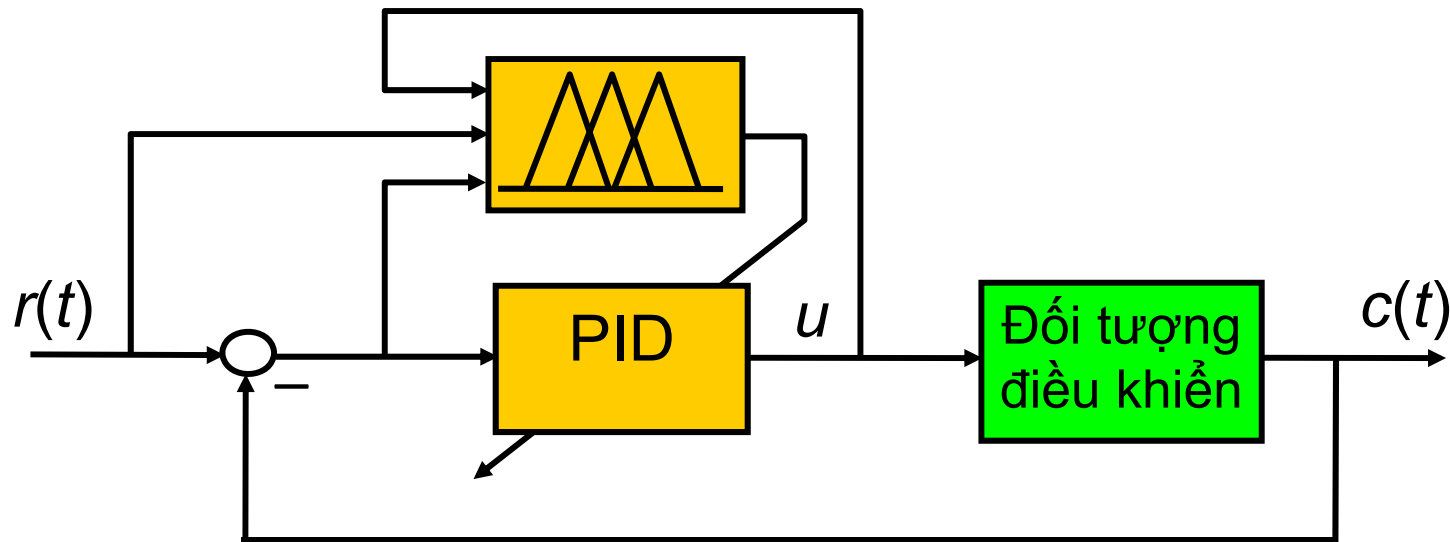 r(t)
PID
u
Đối tượng
điều khiển
c(t)
–